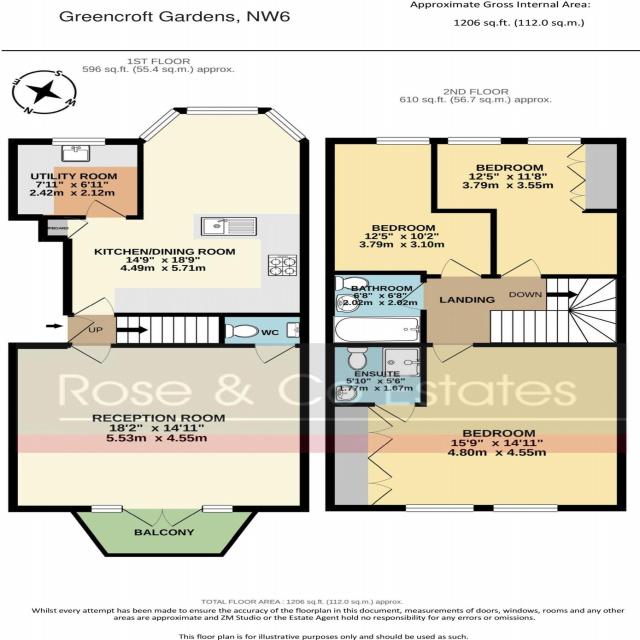 Greencroft Gardens, NW6
Approximate Gross Internal Area:
1206 sq.ft. (112.0 sq.m.)
1ST FLOOR
596 sq.ft. (55.4 sq.m.) approx.
2ND FLOOR
610 sq.ft. (56.7 sq.m.) approx.
S
E
W
N
UTILITY ROOM
7'11" x 6'11"
2.42m x 2.12m
KITCHEN/DINING ROOM
14'9" x 18'9"
4.49m x 5.71m
UP
WC
RECEPTION ROOM
18'2" x 14'11"
5.53m x 4.55m
BALCONY
BEDROOM
12'5" x 11'8"
3.79m x 3.55m
BEDROOM
12'5" x 10'2"
3.79m x 3.10m
BATHROOM
6'8" x 6'8"
2.02m x 2.02m
LANDING
DOWN
ENSUITE
5'10" x 5'6"
1.77m x 1.67m
BEDROOM
15'9" x 14'11"
4.80m x 4.55m
Rose & Co Estates
TOTAL FLOOR AREA : 1206 sq.ft. (112.0 sq.m.) approx.
Whilst every attempt has been made to ensure the accuracy of the floorplan in this document, measurements of doors, windows, rooms and any other
areas are approximate and ZM Studio or the Estate Agent hold no responsibility for any errors or omissions.
This floor plan is for illustrative purposes only and should be used as such.